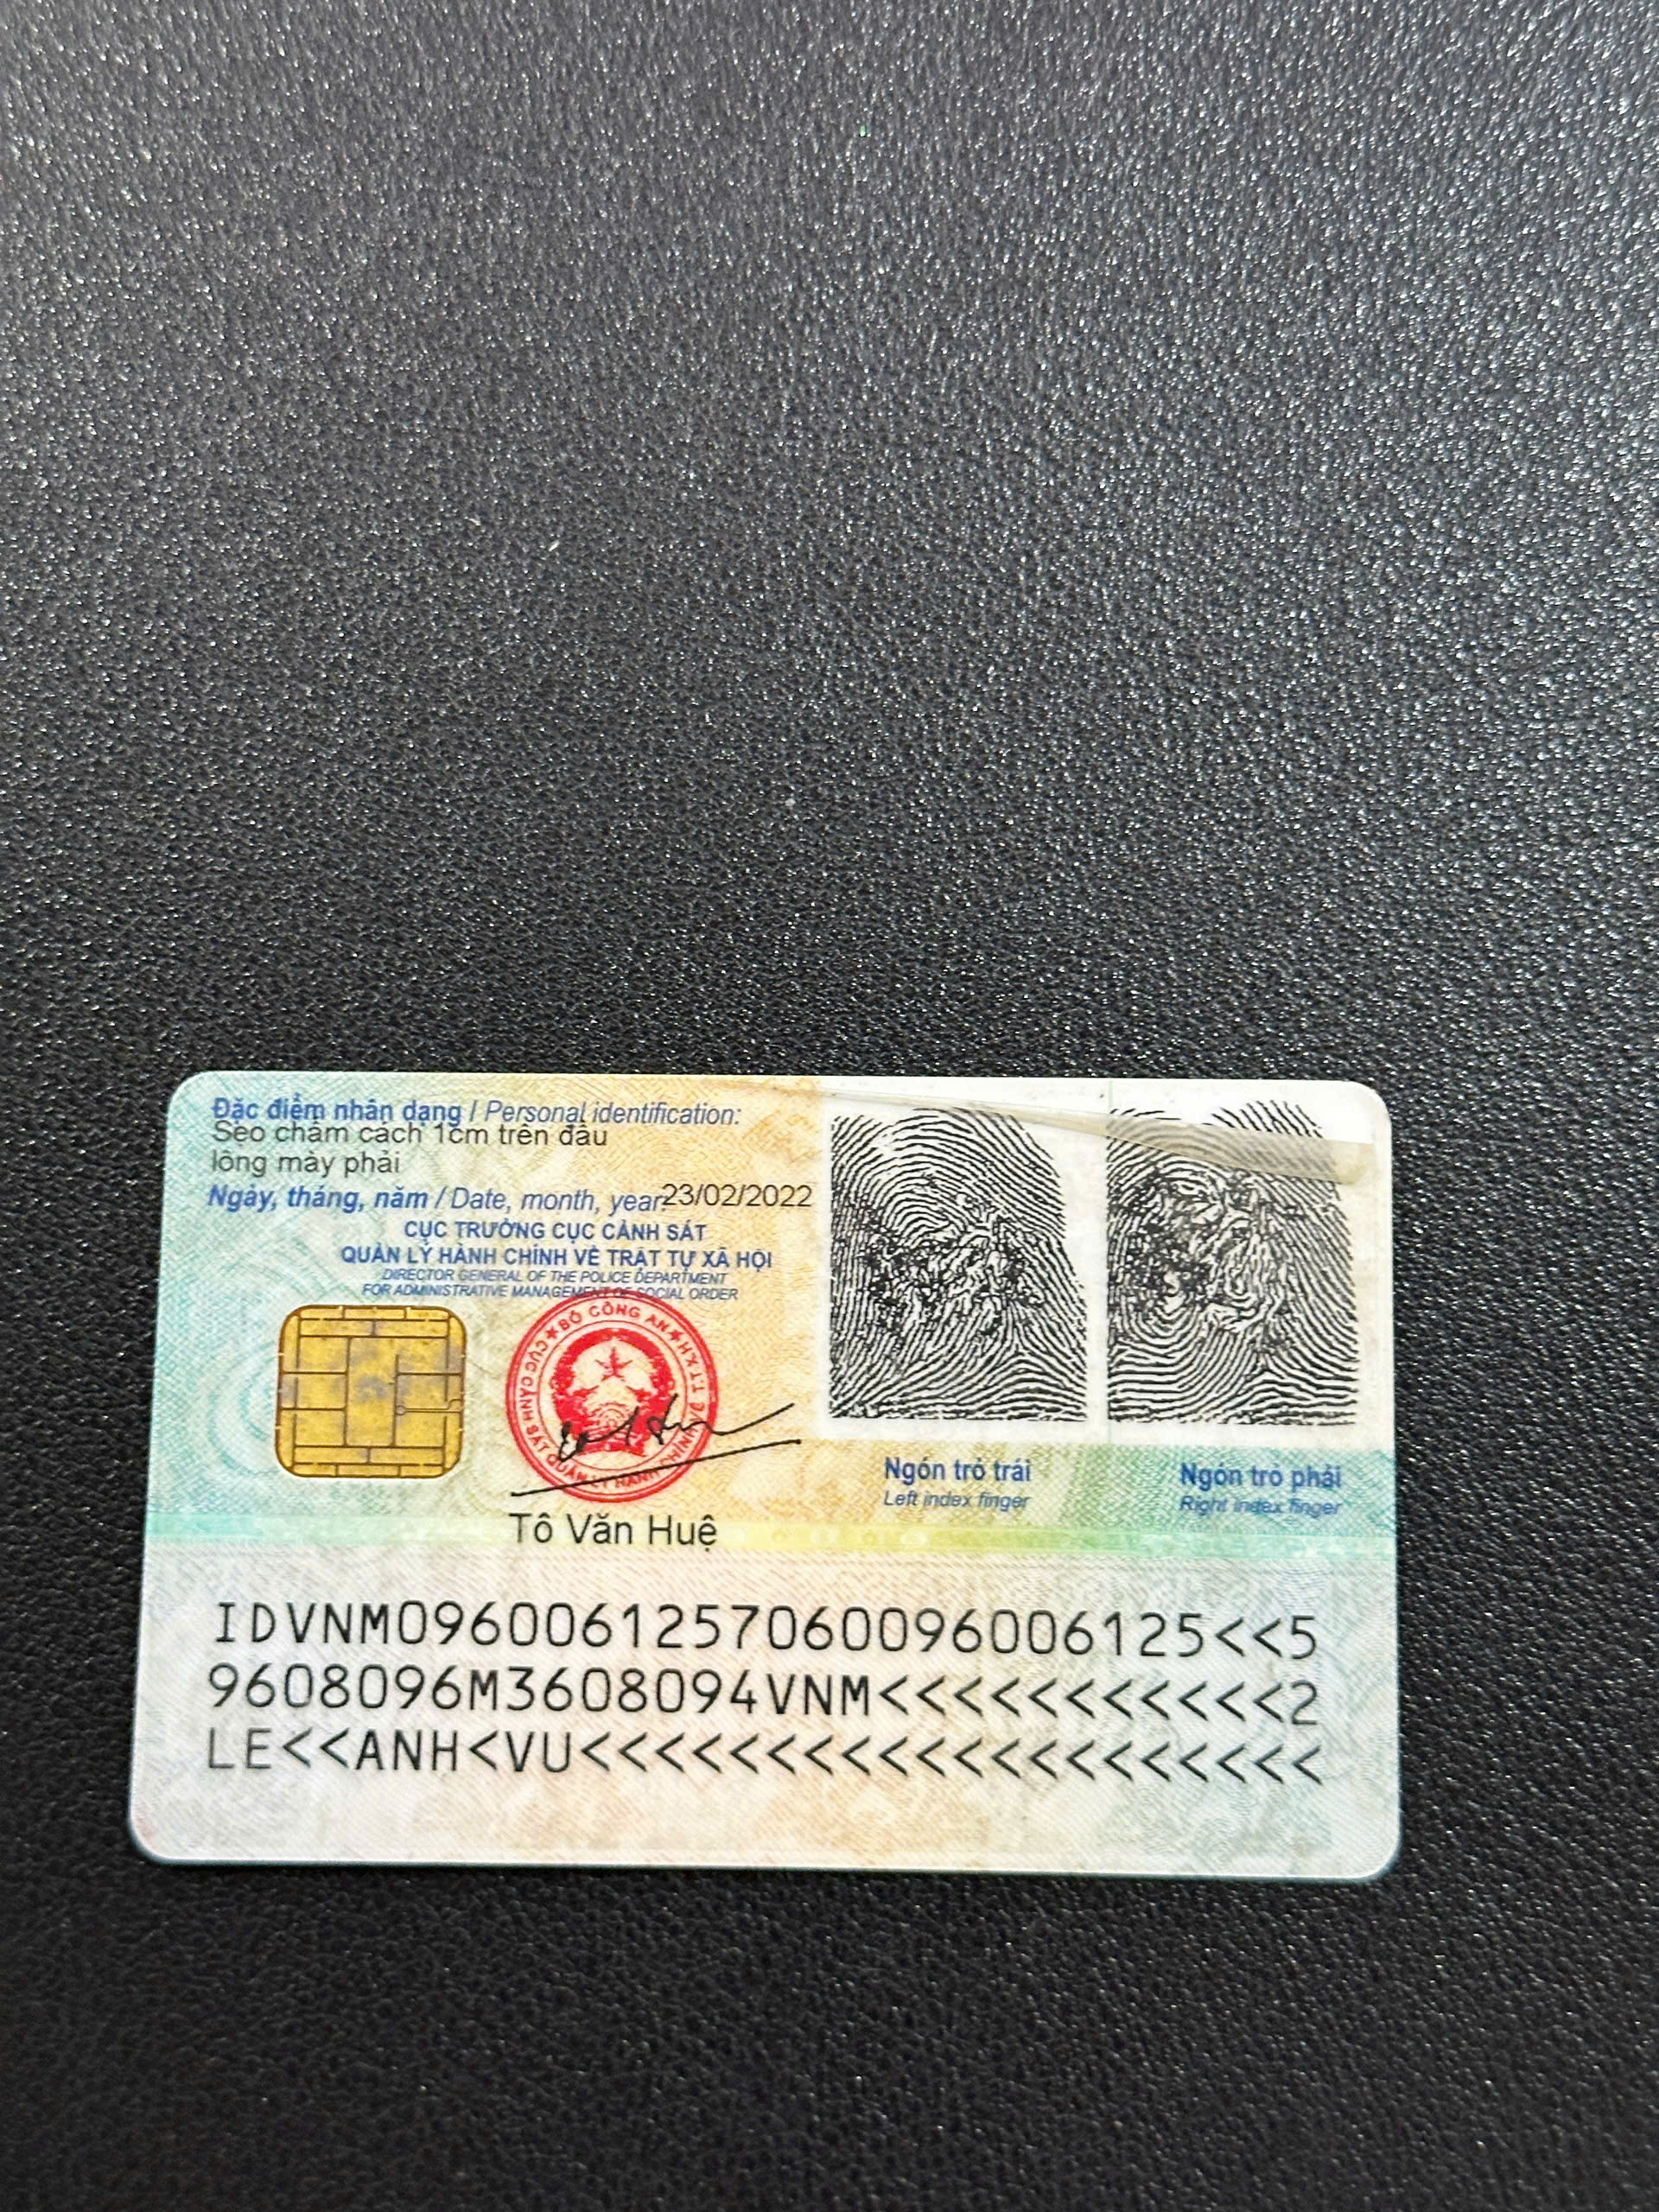 Đặc điểm nhân dạng / Personal identification:
Sẹo chấm cách 1cm trên đầu
lông mày phải
Ngày, tháng, năm / Date, month, year: 23/02/2022
CỤC TRƯỞNG CỤC CẢNH SÁT
QUẢN LÝ HÀNH CHÍNH VỀ TRẬT TỰ XÃ HỘI
DIRECTOR GENERAL OF THE POLICE DEPARTMENT
FOR ADMINISTRATIVE MANAGEMENT OF SOCIAL ORDER
BỘ CÔNG AN
CỤC CẢNH SÁT QUẢN LÝ HÀNH CHÍNH VỀ T.T.X.H
Tô Văn Huệ
Ngón trỏ trái
Left index finger
Ngón trỏ phải
Right index finger
IDVNM0960061257060096006125<<5
9608096M3608094VNM<<<<<<<<<<<2
LE<<ANH<VU<<<<<<<<<<<<<<<<<<<<